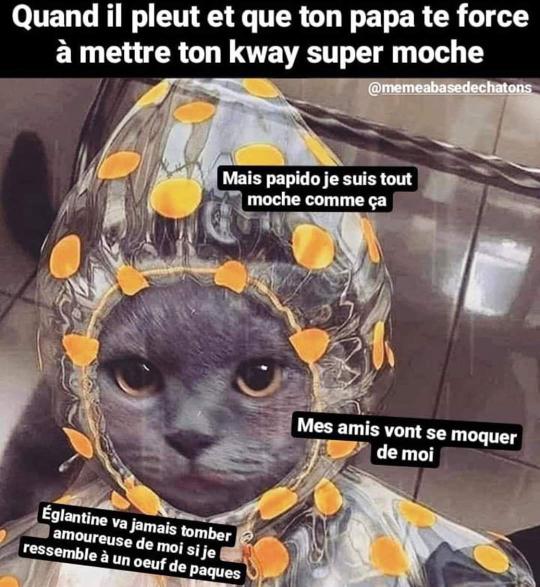 Quand il pleut et que ton papa te force
à mettre ton kway super moche
@memeabasedechatons
Mais papido je suis tout
moche comme ça
Mes amis vont se moquer
de moi
Églantine va jamais tomber
amoureuse de moi si je
ressemble à un oeuf de paques